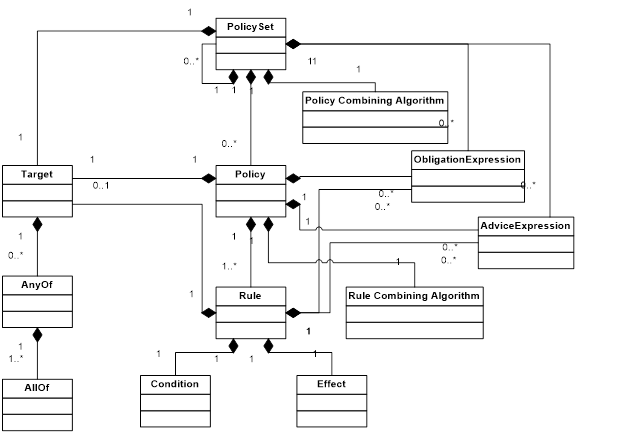 1
PolicySet
0..*
11
1
1
1
1
Policy Combining Algorithm
0..*
1
0..*
ObligationExpression
1
1
Target
Policy
0..1
0..*
0..*
1
0..*
1
AdviceExpression
1
1
1
0..*
0..*
0..*
1
1..*
AnyOf
1
Rule
Rule Combining Algorithm
1
1
1..*
1
1
1
1
AllOf
Condition
Effect